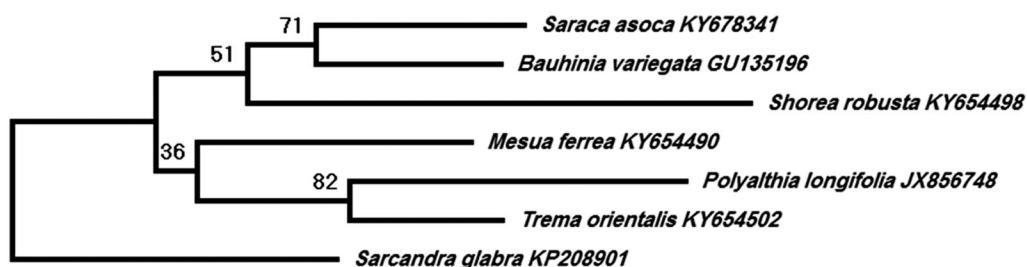 71
Saraca asoca KY678341
51
Bauhinia variegata GU135196
Shorea robusta KY654498
36
Mesua ferrea KY654490
82
Polyalthia longifolia JX856748
Trema orientalis KY654502
Sarcandra glabra KP208901